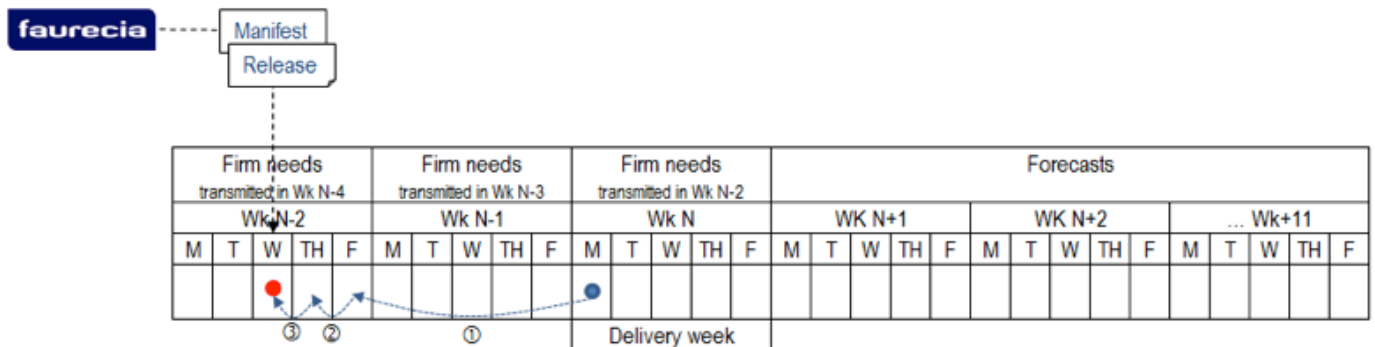 faurecia
Manifest
Release
Firm needs Firm needs Firm needs Forecasts
transmitted in Wk N-4 transmitted in Wk N-3 transmitted in Wk N-2
Wk N-2 Wk N-1 Wk N WK N+1 WK N+2 ... Wk+11
M T W TH F M T W TH F M T W TH F M T W TH F M T W TH F M T W TH F
③ ② ① Delivery week